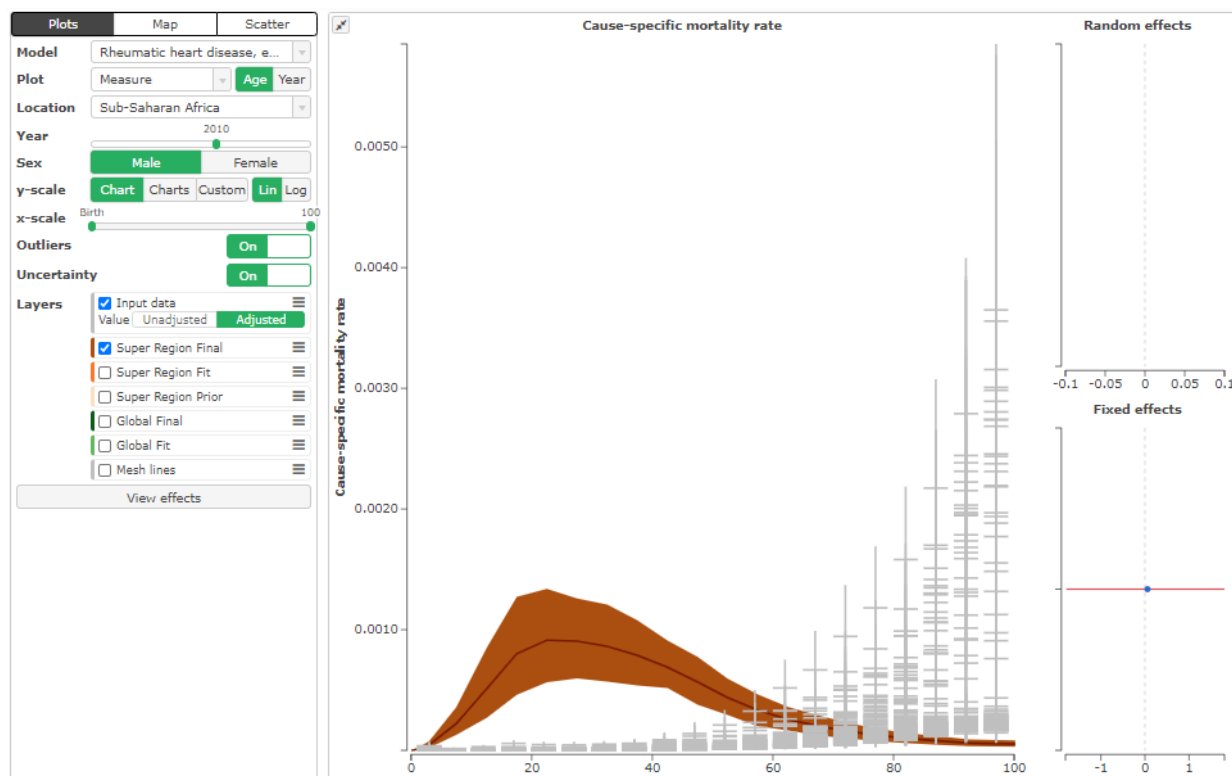 Plots Map Scatter
Model Rheumatic heart disease, e...
Plot Measure Age Year
Location Sub-Saharan Africa
Year 2010
Sex Male Female
y-scale Chart Charts Custom Lin Log
x-scale Birth 100
Outliers On
Uncertainty On
Layers Input data
Value Unadjusted Adjusted
Super Region Final
Super Region Fit
Super Region Prior
Global Final
Global Fit
Mesh lines
View effects
Cause-specific mortality rate
Cause-specific mortality rate
0.0050
0.0040
0.0030
0.0020
0.0010
0.
0 20 40 60 80 100
Random effects
-0.1 -0.05 0 0.05 0.1
Fixed effects
-1 0 1